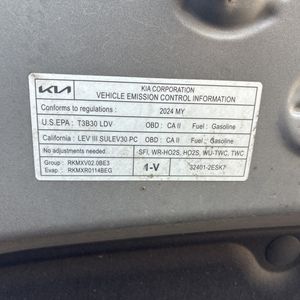 KIA
KIA CORPORATION
VEHICLE EMISSION CONTROL INFORMATION
Conforms to regulations : 2024 MY
U.S.EPA : T3B30 LDV OBD : CA II Fuel : Gasoline
California : LEV III SULEV30 PC OBD : CA II Fuel : Gasoline
No adjustments needed. SFI, WR-HO2S, HO2S, WU-TWC, TWC
Group : RKMXV02.0BE3
Evap. : RKMXR0114BEG
1-V
32401-2ESK7